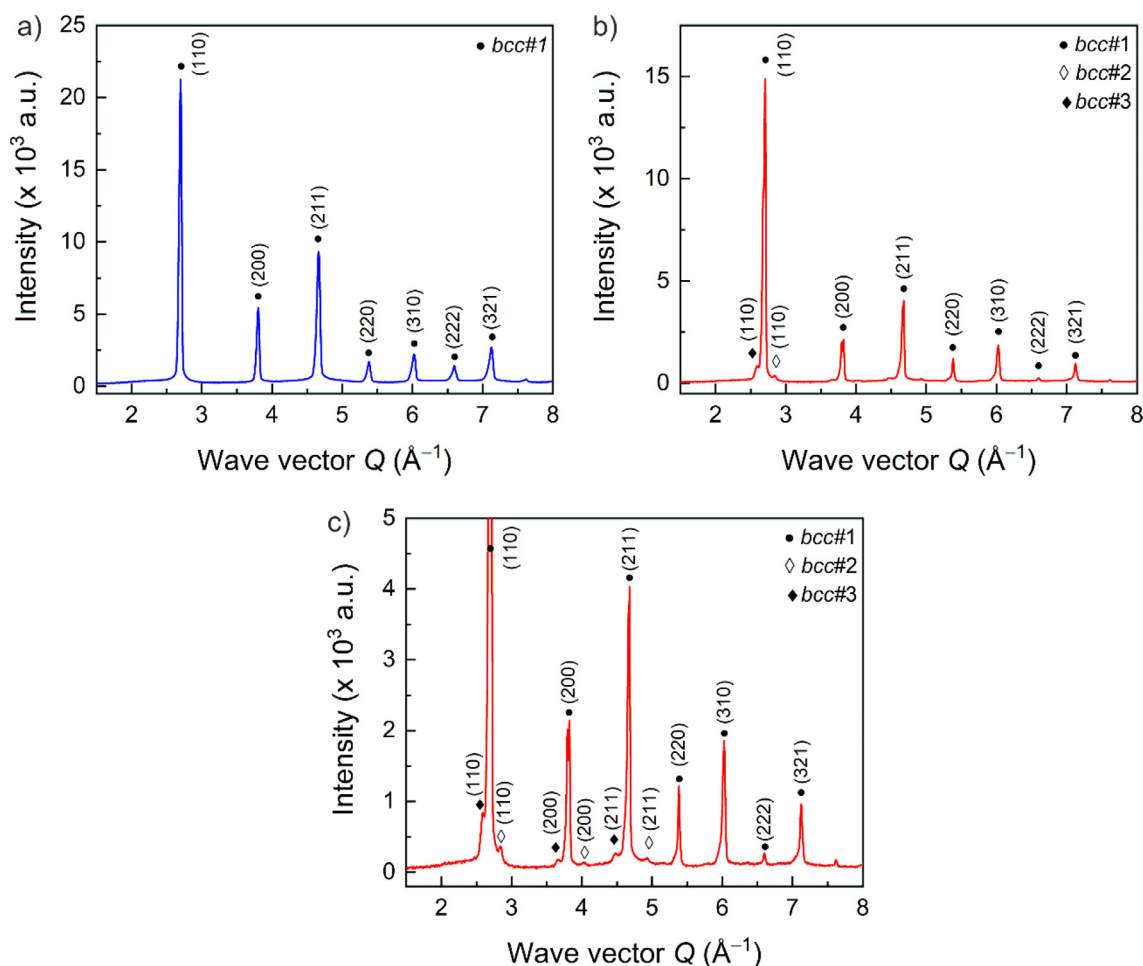 a)
● bcc#1
25
20
15
10
5
0
Intensity (x 10³ a.u.)
(110)
(200)
(211)
(220)
(310)
(222)
(321)
2 3 4 5 6 7 8
Wave vector Q (Å⁻¹)
b)
● bcc#1
◇ bcc#2
◆ bcc#3
15
10
5
0
Intensity (x 10³ a.u.)
(110)
(110)
(110)
(200)
(211)
(220)
(310)
(222)
(321)
2 3 4 5 6 7 8
Wave vector Q (Å⁻¹)
c)
● bcc#1
◇ bcc#2
◆ bcc#3
5
4
3
2
1
0
Intensity (x 10³ a.u.)
(110)
(110)
(110)
(200)
(200)
(200)
(211)
(211)
(211)
(220)
(310)
(222)
(321)
2 3 4 5 6 7 8
Wave vector Q (Å⁻¹)